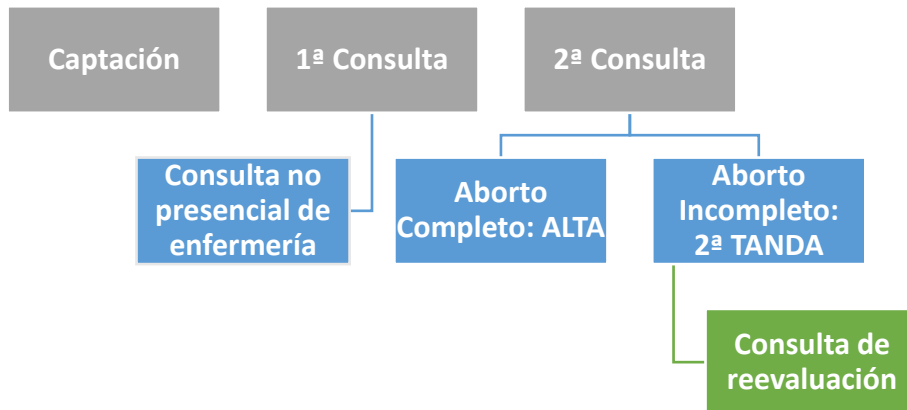 Captación
1ª Consulta
2ª Consulta
Consulta no
presencial de
enfermería
Aborto
Completo: ALTA
Aborto
Incompleto:
2ª TANDA
Consulta de
reevaluación